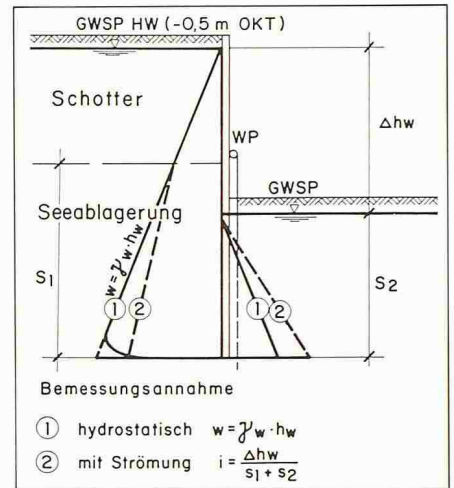 GWSP HW (-0,5 m OKT)
Schotter
Δhw
WP
GWSP
Seeablagerung
w=γw·hw
S1
S2
① ②
① ②
Bemessungsannahme
① hydrostatisch w=γw·hw
② mit Strömung i = Δhw / s1 + s2